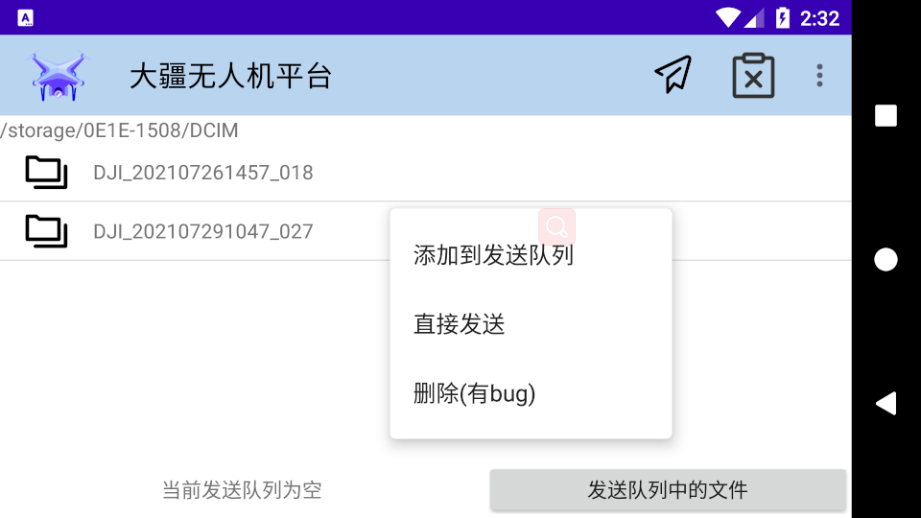 2:32
大疆无人机平台
/storage/0E1E-1508/DCIM
DJI_202107261457_018
DJI_202107291047_027
添加到发送队列
直接发送
删除(有bug)
当前发送队列为空
发送队列中的文件